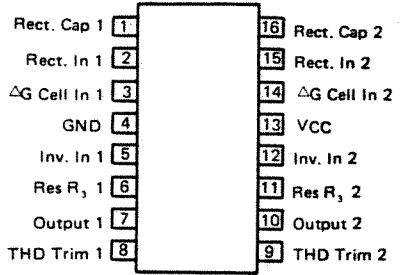 Rect. Cap 1 1 16 Rect. Cap 2
Rect. In 1 2 15 Rect. In 2
ΔG Cell In 1 3 14 ΔG Cell In 2
GND 4 13 VCC
Inv. In 1 5 12 Inv. In 2
Res R₃ 1 6 11 Res R₃ 2
Output 1 7 10 Output 2
THD Trim 1 8 9 THD Trim 2